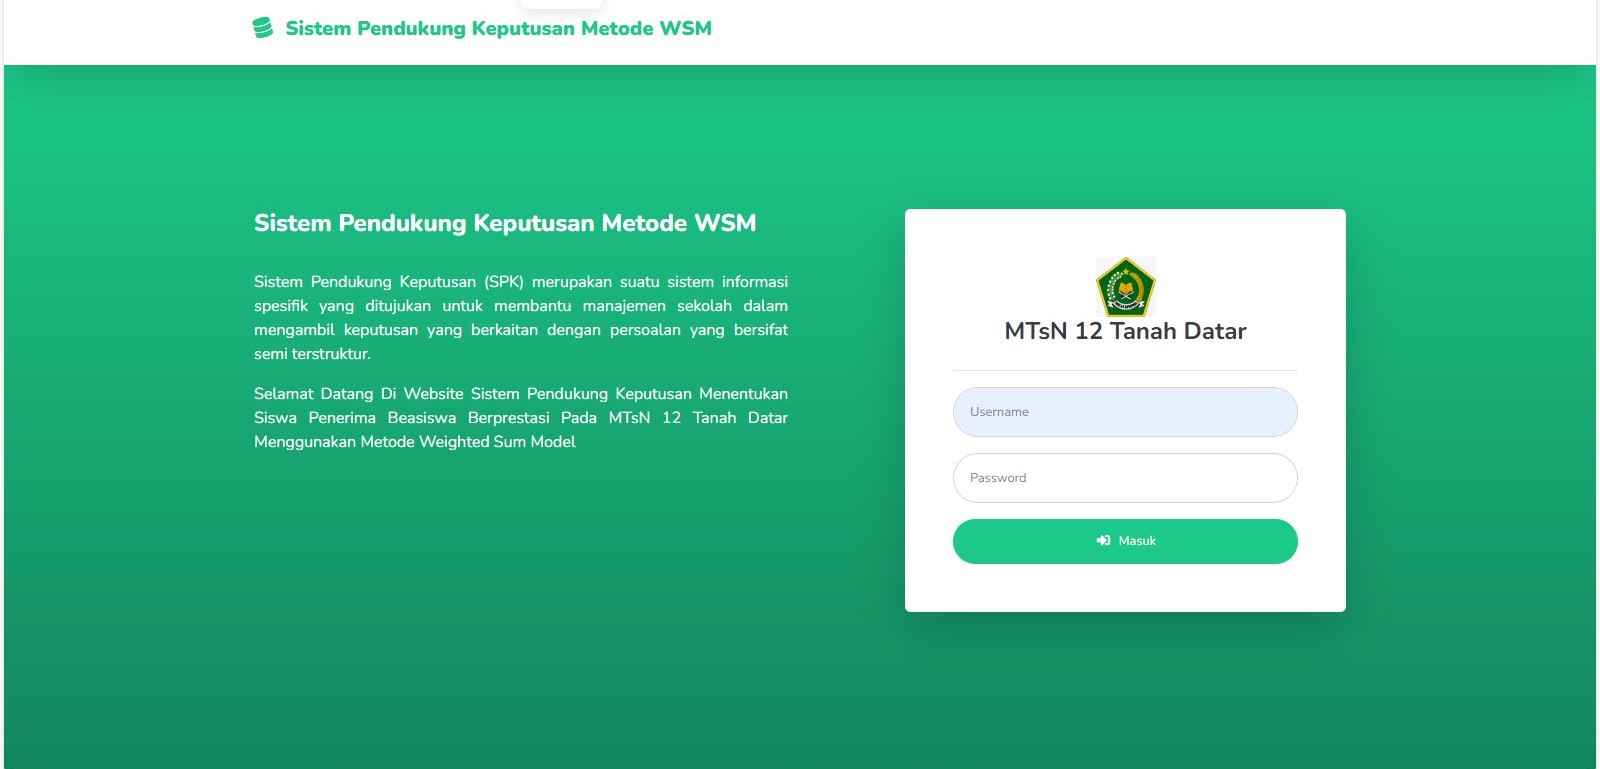 Sistem Pendukung Keputusan Metode WSM
Sistem Pendukung Keputusan Metode WSM
Sistem Pendukung Keputusan (SPK) merupakan suatu sistem informasi
spesifik yang ditujukan untuk membantu manajemen sekolah dalam
mengambil keputusan yang berkaitan dengan persoalan yang bersifat
semi terstruktur.
Selamat Datang Di Website Sistem Pendukung Keputusan Menentukan
Siswa Penerima Beasiswa Berprestasi Pada MTsN 12 Tanah Datar
Menggunakan Metode Weighted Sum Model
MTsN 12 Tanah Datar
Username
Password
Masuk